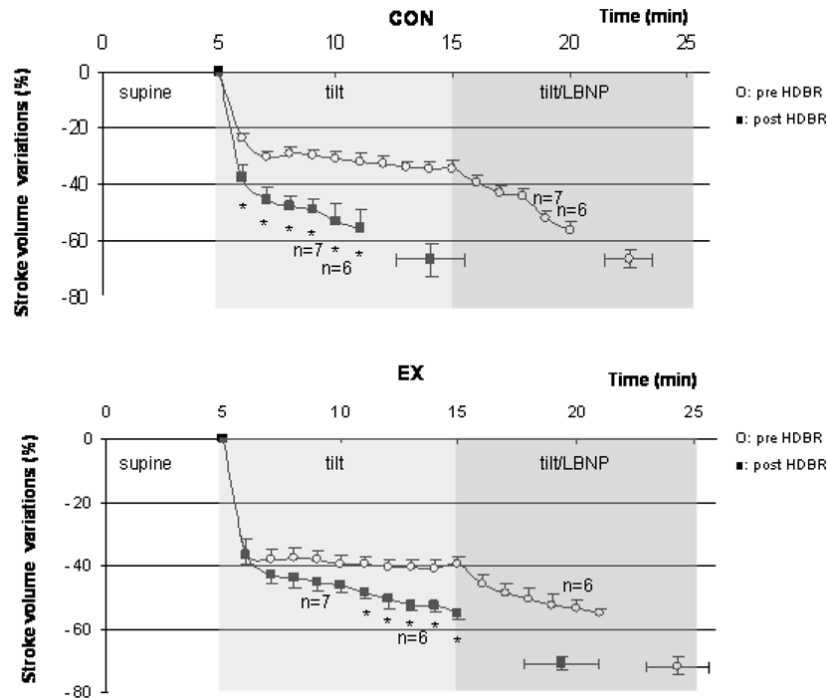 CON
Time (min)
0 5 10 15 20 25
0
supine tilt tilt/LBNP
○: pre HDBR
■: post HDBR
-20
-40
-60
-80
Stroke volume variations (%)
n=7
n=6
* * * * * *
n=7
n=6
EX
Time (min)
0 5 10 15 20 25
0
supine tilt tilt/LBNP
○: pre HDBR
■: post HDBR
-20
-40
-60
-80
Stroke volume variations (%)
n=6
n=7
* * * * *
n=6